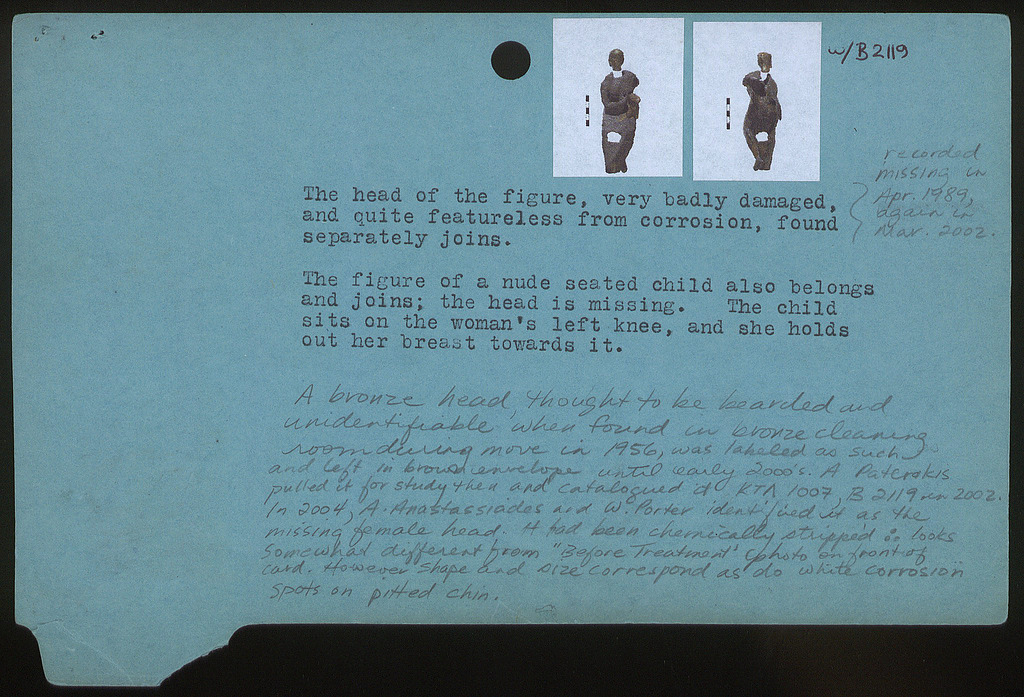 w/B2119
recorded
missing in
Apr. 1989,
again in
Mar. 2002.
The head of the figure, very badly damaged,
and quite featureless from corrosion, found
separately joins.
The figure of a nude seated child also belongs
and joins; the head is missing.   The child
sits on the woman's left knee, and she holds
out her breast towards it.
A bronze head, thought to be bearded and
unidentifiable when found in bronze cleaning
room during move in 1956, was labeled as such
and left in brown envelope until early 2000's. A Paterakis
pulled it for study then and catalogued it KTΛ 1007, B 2119 in 2002.
In 2004, A. Anastassiades and W. Porter identified it as the
missing female head. It had been chemically stripped ∴ looks
somewhat different from "Before Treatment" photo on front of
card. However shape and size correspond as do white corrosion
spots on pitted chin.